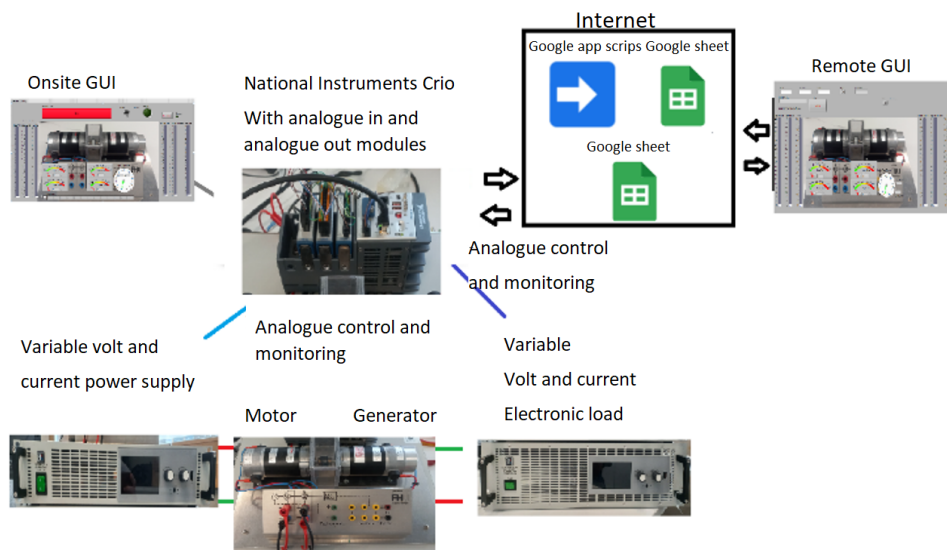 Internet
Google app scrips Google sheet
Google sheet
Onsite GUI
National Instruments Crio
With analogue in and
analogue out modules
Remote GUI
Analogue control
and monitoring
Analogue control and
monitoring
Variable volt and
current power supply
Variable
Volt and current
Electronic load
Motor
Generator